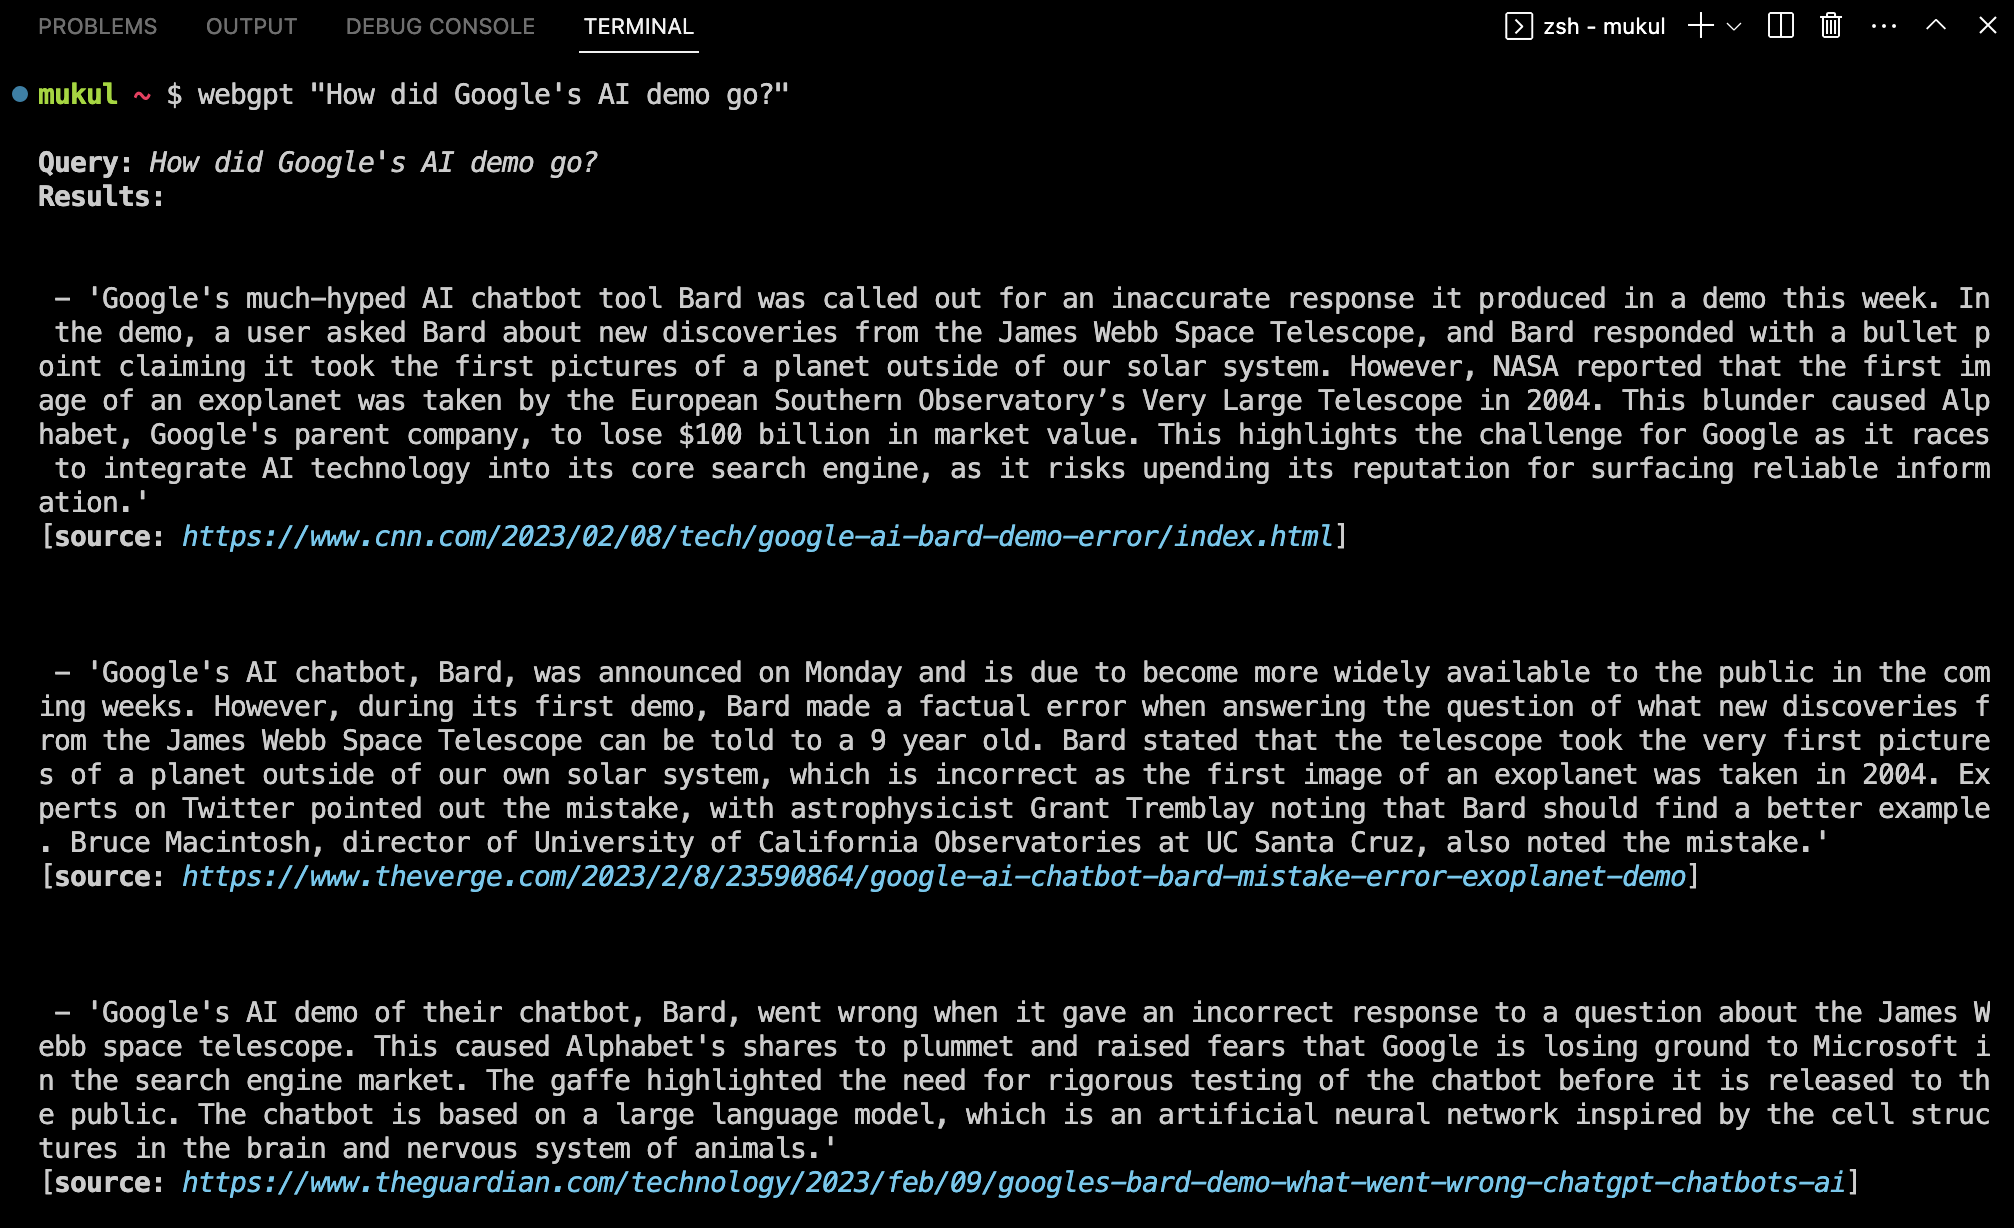 PROBLEMS OUTPUT DEBUG CONSOLE TERMINAL zsh - mukul
mukul ~ $ webgpt "How did Google's AI demo go?"
Query: How did Google's AI demo go?
Results:
– 'Google's much–hyped AI chatbot tool Bard was called out for an inaccurate response it produced in a demo this week. In
the demo, a user asked Bard about new discoveries from the James Webb Space Telescope, and Bard responded with a bullet p
oint claiming it took the first pictures of a planet outside of our solar system. However, NASA reported that the first im
age of an exoplanet was taken by the European Southern Observatory’s Very Large Telescope in 2004. This blunder caused Alp
habet, Google's parent company, to lose $100 billion in market value. This highlights the challenge for Google as it races
to integrate AI technology into its core search engine, as it risks upending its reputation for surfacing reliable inform
ation.'
[source: https://www.cnn.com/2023/02/08/tech/google-ai-bard-demo-error/index.html]
– 'Google's AI chatbot, Bard, was announced on Monday and is due to become more widely available to the public in the com
ing weeks. However, during its first demo, Bard made a factual error when answering the question of what new discoveries f
rom the James Webb Space Telescope can be told to a 9 year old. Bard stated that the telescope took the very first picture
s of a planet outside of our own solar system, which is incorrect as the first image of an exoplanet was taken in 2004. Ex
perts on Twitter pointed out the mistake, with astrophysicist Grant Tremblay noting that Bard should find a better example
. Bruce Macintosh, director of University of California Observatories at UC Santa Cruz, also noted the mistake.'
[source: https://www.theverge.com/2023/2/8/23590864/google-ai-chatbot-bard-mistake-error-exoplanet-demo]
– 'Google's AI demo of their chatbot, Bard, went wrong when it gave an incorrect response to a question about the James W
ebb space telescope. This caused Alphabet's shares to plummet and raised fears that Google is losing ground to Microsoft i
n the search engine market. The gaffe highlighted the need for rigorous testing of the chatbot before it is released to th
e public. The chatbot is based on a large language model, which is an artificial neural network inspired by the cell struc
tures in the brain and nervous system of animals.'
[source: https://www.theguardian.com/technology/2023/feb/09/googles-bard-demo-what-went-wrong-chatgpt-chatbots-ai]